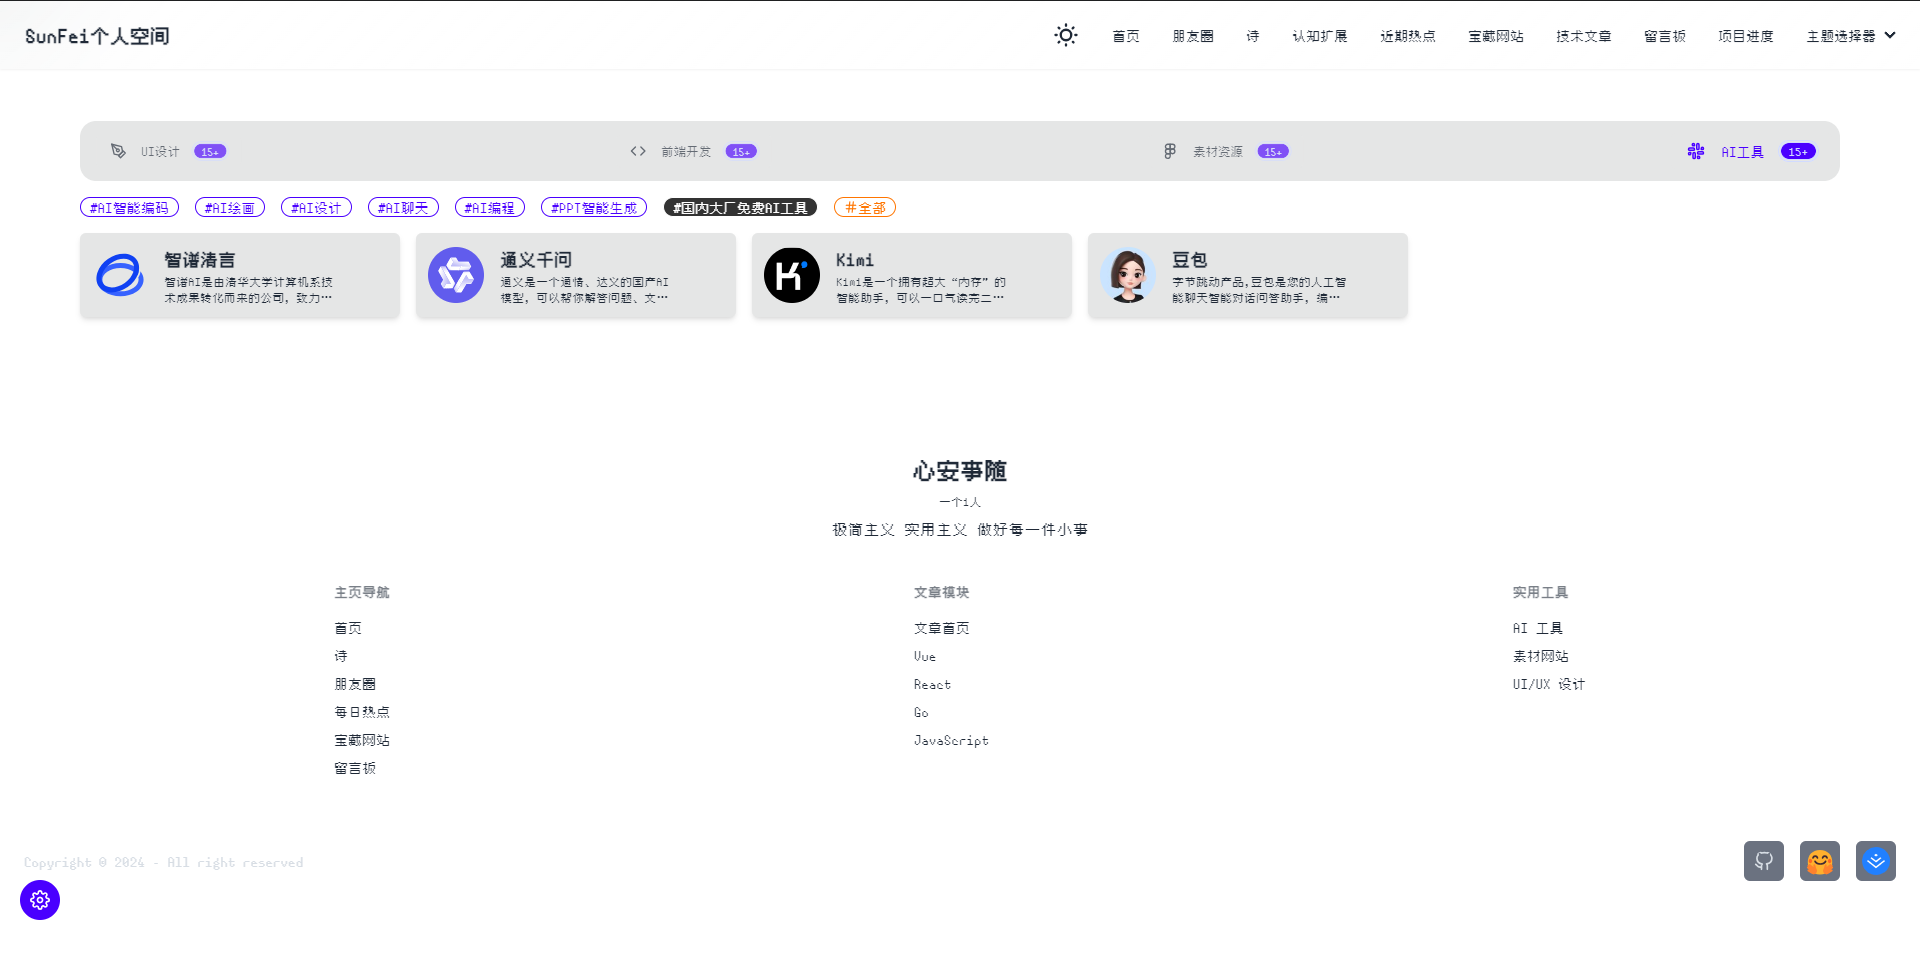 SunFei个人空间
首页 朋友圈 诗 认知扩展 近期热点 宝藏网站 技术文章 留言板 项目进度 主题选择器
UI设计 15+ 前端开发 15+ 素材资源 15+ AI工具 15+
#AI智能编码 #AI绘画 #AI设计 #AI聊天 #AI编程 #PPT智能生成 #国内大厂免费AI工具 #全部
智谱清言
智谱AI是由清华大学计算机系技
术成果转化而来的公司，致力…
通义千问
通义是一个通情、达义的国产AI
模型，可以帮你解答问题、文…
Kimi
Kimi是一个拥有超大“内存”的
智能助手，可以一口气读完二…
豆包
字节跳动产品,豆包是您的人工智
能聊天智能对话问答助手，编…
心安事随
一个i人
极简主义 实用主义 做好每一件小事
主页导航
首页
诗
朋友圈
每日热点
宝藏网站
留言板
文章模块
文章首页
Vue
React
Go
JavaScript
实用工具
AI 工具
素材网站
UI/UX 设计
Copyright © 2024 - All right reserved